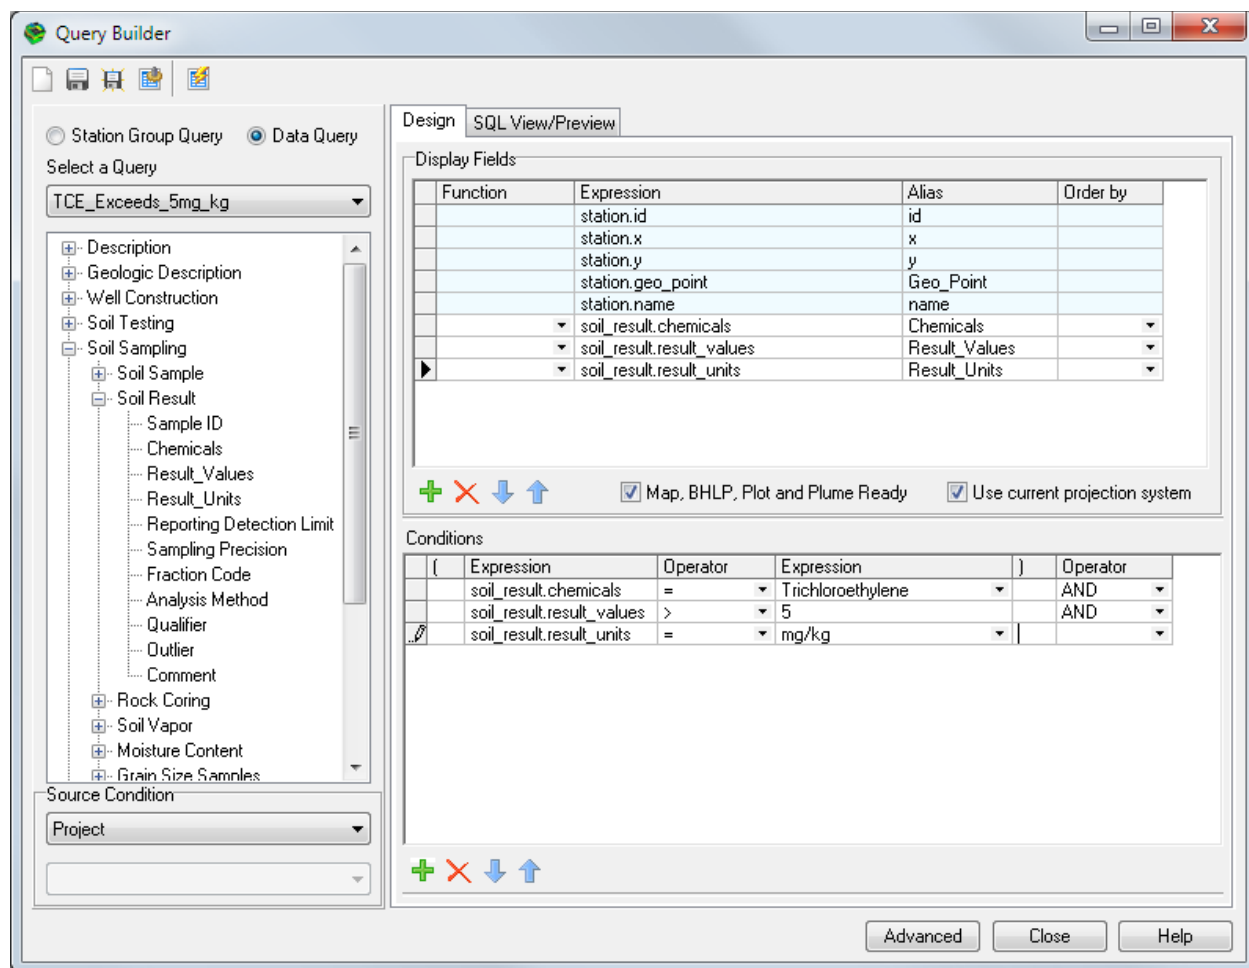 Query Builder
Station Group Query Data Query
Select a Query
TCE_Exceeds_5mg_kg
Description
Geologic Description
Well Construction
Soil Testing
Soil Sampling
Soil Sample
Soil Result
Sample ID
Chemicals
Result_Values
Result_Units
Reporting Detection Limit
Sampling Precision
Fraction Code
Analysis Method
Qualifier
Outlier
Comment
Rock Coring
Soil Vapor
Moisture Content
Grain Size Samples
Source Condition
Project
Design SQL View/Preview
Display Fields
Function Expression Alias Order by
station.id id
station.x x
station.y y
station.geo_point Geo_Point
station.name name
soil_result.chemicals Chemicals
soil_result.result_values Result_Values
soil_result.result_units Result_Units
Map, BHLP, Plot and Plume Ready Use current projection system
Conditions
( Expression Operator Expression ) Operator
soil_result.chemicals = Trichloroethylene AND
soil_result.result_values > 5 AND
soil_result.result_units = mg/kg
Advanced Close Help